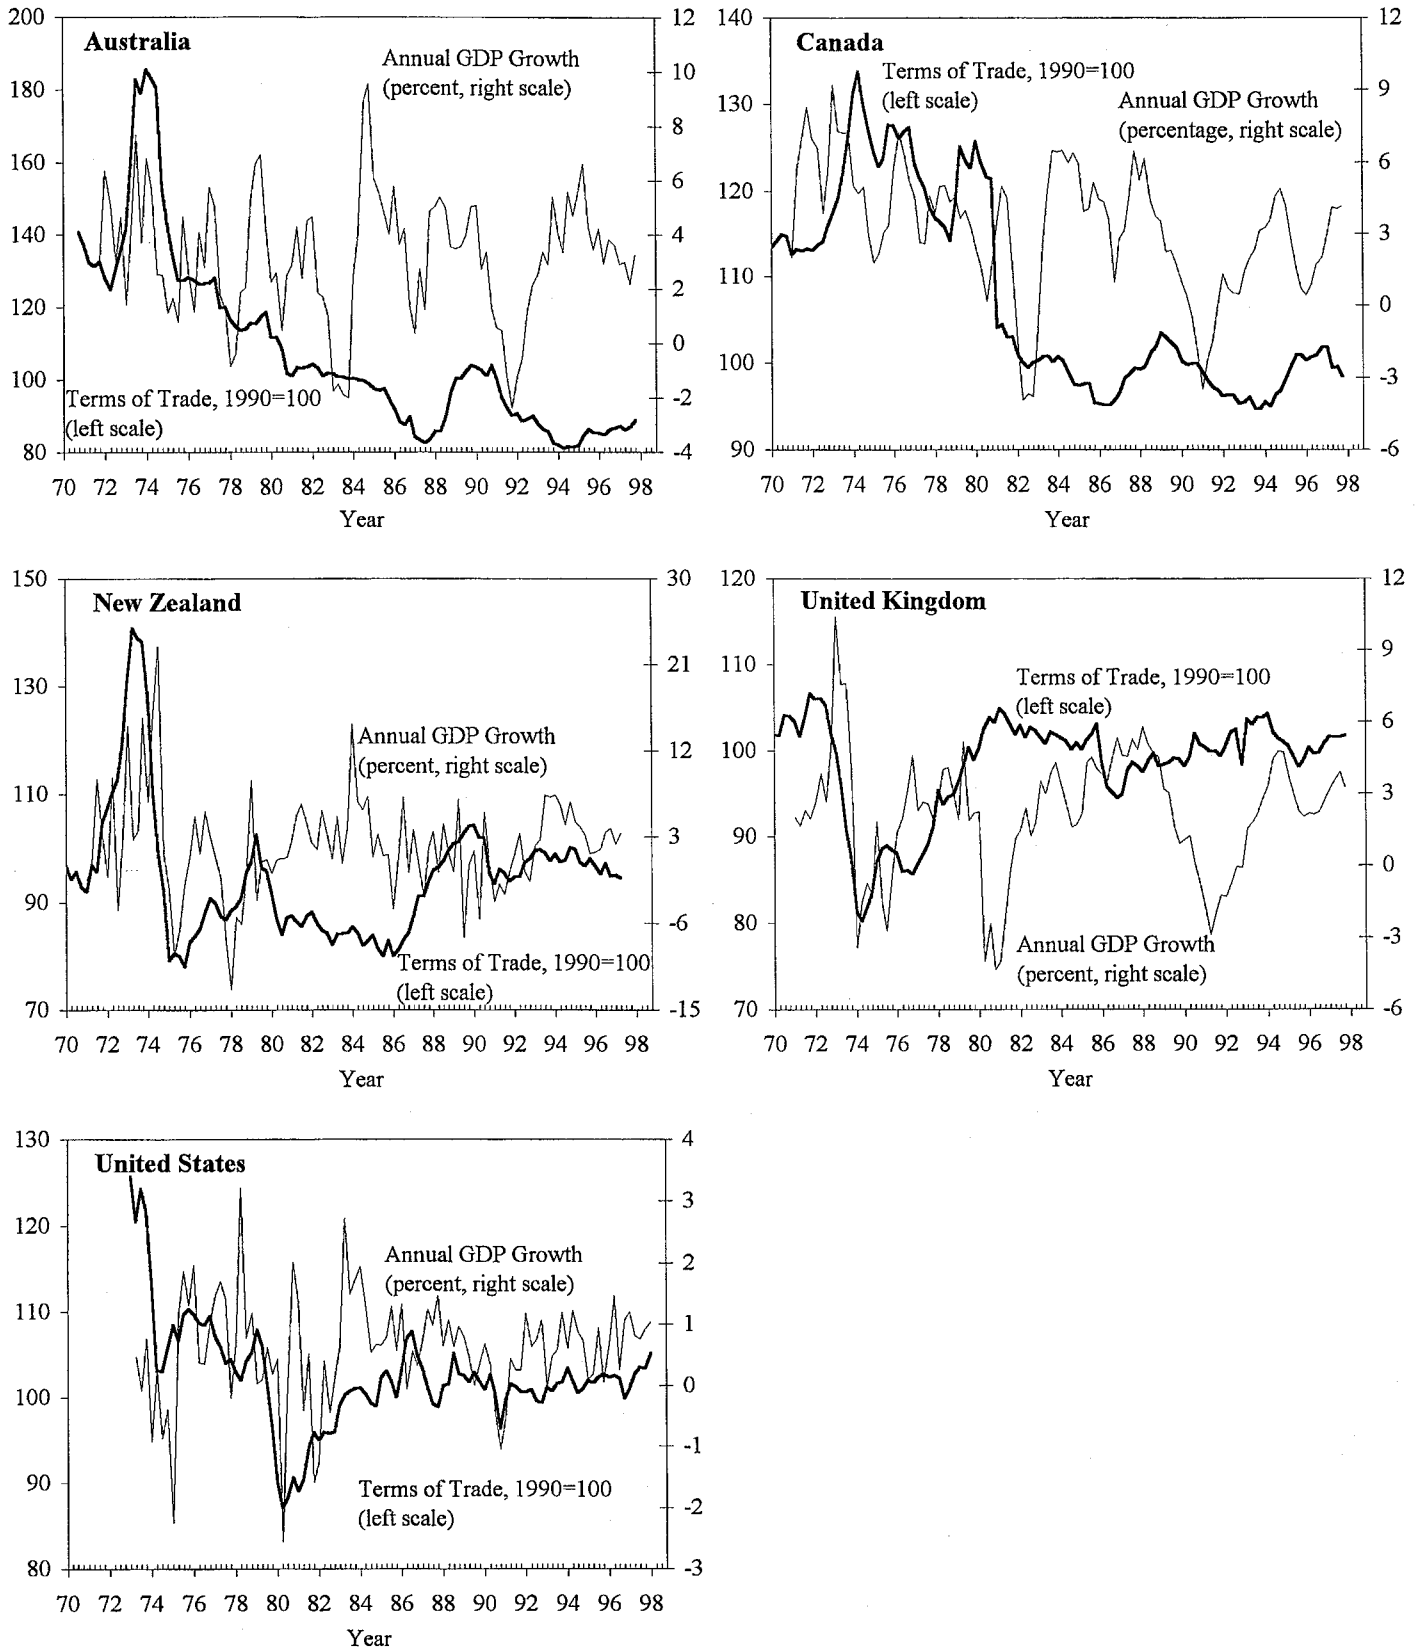 Australia
Annual GDP Growth
(percent, right scale)
Terms of Trade, 1990=100
(left scale)
200
180
160
140
120
100
80
12
10
8
6
4
2
0
-2
-4
70 72 74 76 78 80 82 84 86 88 90 92 94 96 98
Year
Canada
Terms of Trade, 1990=100
(left scale)
Annual GDP Growth
(percentage, right scale)
140
130
120
110
100
90
12
9
6
3
0
-3
-6
70 72 74 76 78 80 82 84 86 88 90 92 94 96 98
Year
New Zealand
Annual GDP Growth
(percent, right scale)
Terms of Trade, 1990=100
(left scale)
150
130
110
90
70
30
21
12
3
-6
-15
70 72 74 76 78 80 82 84 86 88 90 92 94 96 98
Year
United Kingdom
Terms of Trade, 1990=100
(left scale)
Annual GDP Growth
(percent, right scale)
120
110
100
90
80
70
12
9
6
3
0
-3
-6
70 72 74 76 78 80 82 84 86 88 90 92 94 96 98
Year
United States
Annual GDP Growth
(percent, right scale)
Terms of Trade, 1990=100
(left scale)
130
120
110
100
90
80
4
3
2
1
0
-1
-2
-3
70 72 74 76 78 80 82 84 86 88 90 92 94 96 98
Year